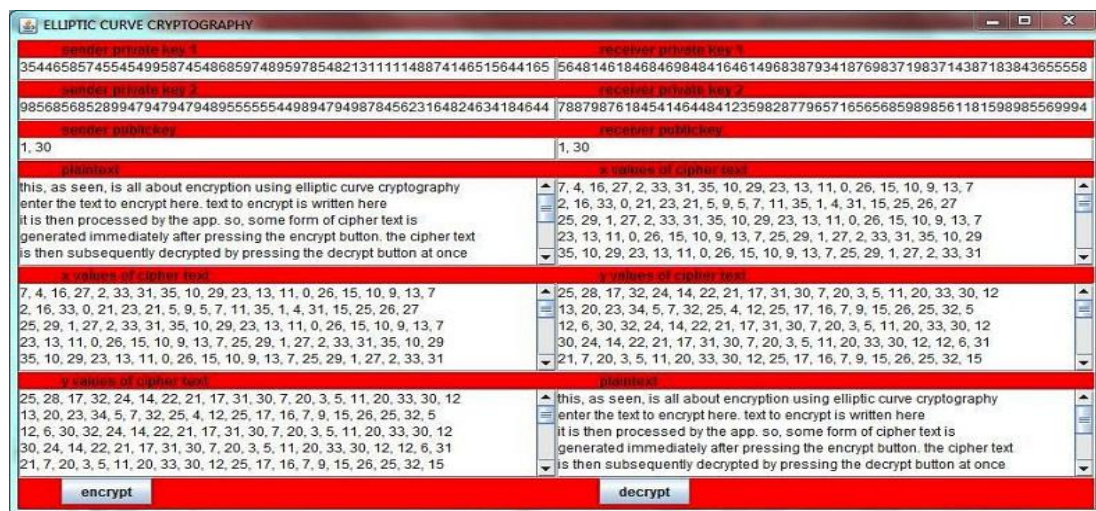 ELLIPTIC CURVE CRYPTOGRAPHY
sender private key 1
3544658574554549958745486859748959785482131111148874146515644165
receiver private key 1
5648146184684698484164614968387934187698371983714387183843655558
sender private key 2
9856856852899479479479489555555449894794987845623164824634184644
receiver private key 2
7887987618454146448412359828779657165656859898561181598985569994
sender publickey
1, 30
receiver publickey
1, 30
plaintext
this, as seen, is all about encryption using elliptic curve cryptography
enter the text to encrypt here. text to encrypt is written here
it is then processed by the app. so, some form of cipher text is
generated immediately after pressing the encrypt button. the cipher text
is then subsequently decrypted by pressing the decrypt button at once
x values of cipher text
7, 4, 16, 27, 2, 33, 31, 35, 10, 29, 23, 13, 11, 0, 26, 15, 10, 9, 13, 7
2, 16, 33, 0, 21, 23, 21, 5, 9, 5, 7, 11, 35, 1, 4, 31, 15, 25, 26, 27
25, 29, 1, 27, 2, 33, 31, 35, 10, 29, 23, 13, 11, 0, 26, 15, 10, 9, 13, 7
23, 13, 11, 0, 26, 15, 10, 9, 13, 7, 25, 29, 1, 27, 2, 33, 31, 35, 10, 29
35, 10, 29, 23, 13, 11, 0, 26, 15, 10, 9, 13, 7, 25, 29, 1, 27, 2, 33, 31
x values of cipher text
7, 4, 16, 27, 2, 33, 31, 35, 10, 29, 23, 13, 11, 0, 26, 15, 10, 9, 13, 7
2, 16, 33, 0, 21, 23, 21, 5, 9, 5, 7, 11, 35, 1, 4, 31, 15, 25, 26, 27
25, 29, 1, 27, 2, 33, 31, 35, 10, 29, 23, 13, 11, 0, 26, 15, 10, 9, 13, 7
23, 13, 11, 0, 26, 15, 10, 9, 13, 7, 25, 29, 1, 27, 2, 33, 31, 35, 10, 29
35, 10, 29, 23, 13, 11, 0, 26, 15, 10, 9, 13, 7, 25, 29, 1, 27, 2, 33, 31
y values of cipher text
25, 28, 17, 32, 24, 14, 22, 21, 17, 31, 30, 7, 20, 3, 5, 11, 20, 33, 30, 12
13, 20, 23, 34, 5, 7, 32, 25, 4, 12, 25, 17, 16, 7, 9, 15, 26, 25, 32, 5
12, 6, 30, 32, 24, 14, 22, 21, 17, 31, 30, 7, 20, 3, 5, 11, 20, 33, 30, 12
30, 24, 14, 22, 21, 17, 31, 30, 7, 20, 3, 5, 11, 20, 33, 30, 12, 12, 6, 31
21, 7, 20, 3, 5, 11, 20, 33, 30, 12, 25, 17, 16, 7, 9, 15, 26, 25, 32, 15
y values of cipher text
25, 28, 17, 32, 24, 14, 22, 21, 17, 31, 30, 7, 20, 3, 5, 11, 20, 33, 30, 12
13, 20, 23, 34, 5, 7, 32, 25, 4, 12, 25, 17, 16, 7, 9, 15, 26, 25, 32, 5
12, 6, 30, 32, 24, 14, 22, 21, 17, 31, 30, 7, 20, 3, 5, 11, 20, 33, 30, 12
30, 24, 14, 22, 21, 17, 31, 30, 7, 20, 3, 5, 11, 20, 33, 30, 12, 12, 6, 31
21, 7, 20, 3, 5, 11, 20, 33, 30, 12, 25, 17, 16, 7, 9, 15, 26, 25, 32, 15
plaintext
this, as seen, is all about encryption using elliptic curve cryptography
enter the text to encrypt here. text to encrypt is written here
it is then processed by the app. so, some form of cipher text is
generated immediately after pressing the encrypt button. the cipher text
is then subsequently decrypted by pressing the decrypt button at once
encrypt
decrypt